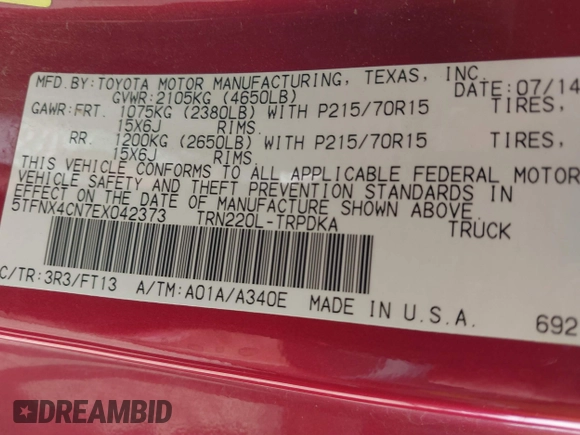 MFD.BY:TOYOTA MOTOR MANUFACTURING, TEXAS, INC.
GVWR:2105KG (4650LB) DATE:07/14
GAWR:FRT. 1075KG (2380LB) WITH P215/70R15 TIRES,
15X6J RIMS.
RR. 1200KG (2650LB) WITH P215/70R15 TIRES,
15X6J RIMS.
THIS VEHICLE CONFORMS TO ALL APPLICABLE FEDERAL MOTOR
VEHICLE SAFETY AND THEFT PREVENTION STANDARDS IN
EFFECT ON THE DATE OF MANUFACTURE SHOWN ABOVE.
5TFNX4CN7EX042373 TRN220L-TRPDKA TRUCK
C/TR:3R3/FT13 A/TM:A01A/A340E MADE IN U.S.A. 692
DREAMBID